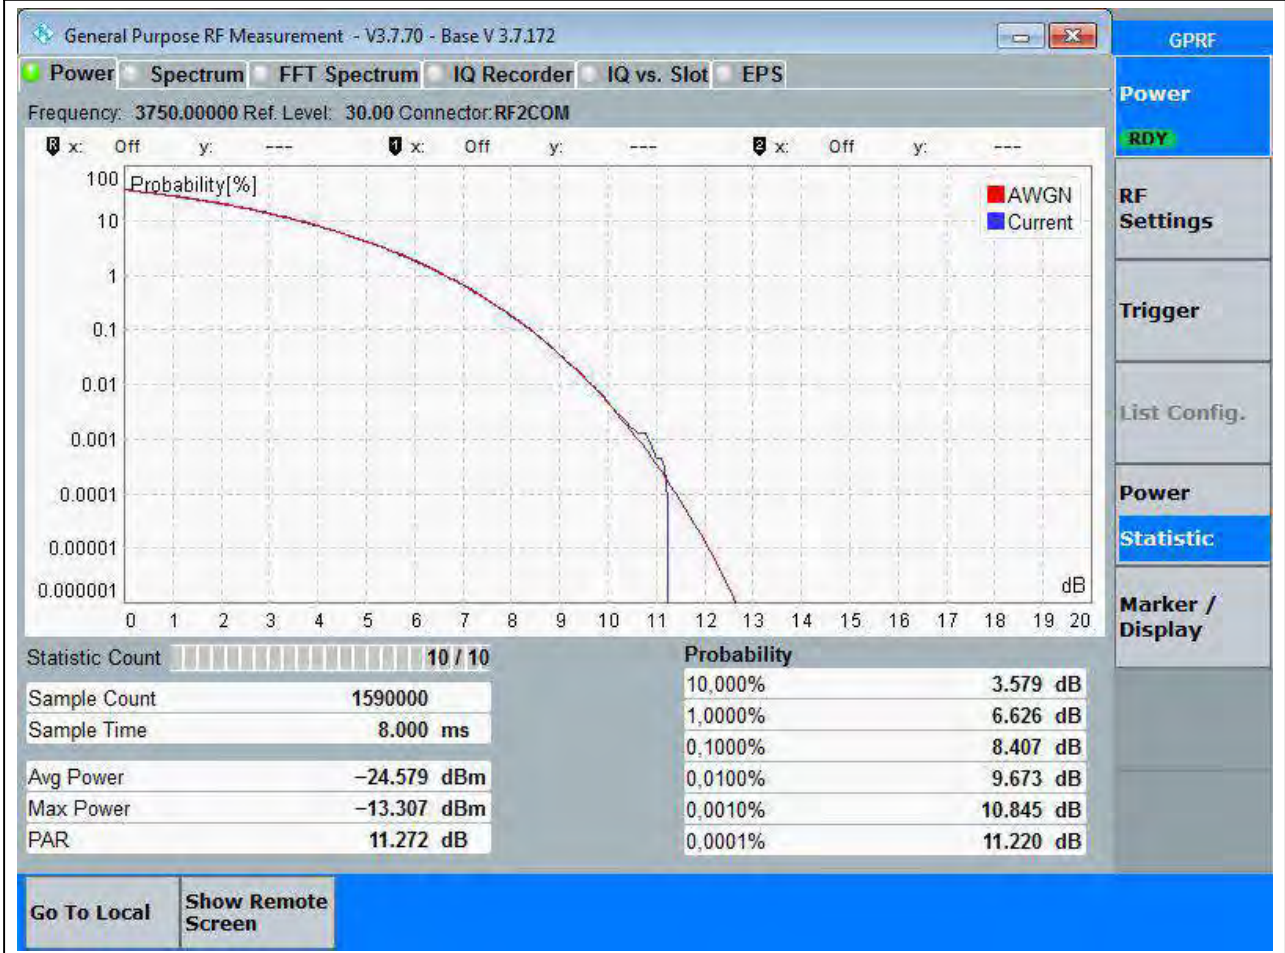 General Purpose RF Measurement - V3.7.70 - Base V 3.7.172
GPRF
Power Spectrum FFT Spectrum IQ Recorder IQ vs. Slot EPS
Frequency: 3750.00000 Ref. Level: 30.00 Connector:RF2COM
R x: Off y: --- 1 x: Off y: --- 2 x: Off y: ---
Probability[%]
AWGN
Current
100
10
1
0.1
0.01
0.001
0.0001
0.00001
0.000001
dB
0 1 2 3 4 5 6 7 8 9 10 11 12 13 14 15 16 17 18 19 20
Statistic Count 10 / 10
Sample Count 1590000
Sample Time 8.000 ms
Avg Power −24.579 dBm
Max Power −13.307 dBm
PAR 11.272 dB
Probability
10,000% 3.579 dB
1,0000% 6.626 dB
0,1000% 8.407 dB
0,0100% 9.673 dB
0,0010% 10.845 dB
0,0001% 11.220 dB
Power
RDY
RF
Settings
Trigger
List Config.
Power
Statistic
Marker /
Display
Go To Local
Show Remote
Screen